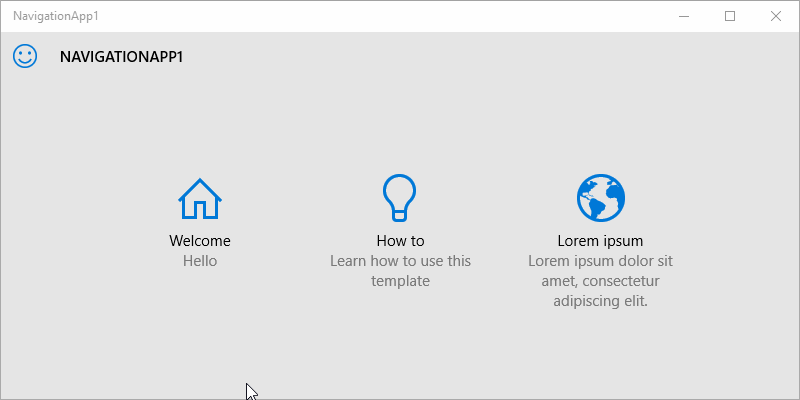 NavigationApp1
NAVIGATIONAPP1
Welcome
Hello
How to
Learn how to use this
template
Lorem ipsum
Lorem ipsum dolor sit
amet, consectetur
adipiscing elit.